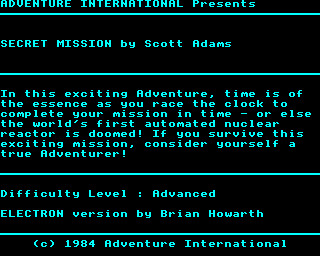 ADVENTURE INTERNATIONAL Presents
SECRET MISSION by Scott Adams
In this exciting Adventure, time is of
the essence as you race the clock to
complete your mission in time - or else
the world's first automated nuclear
reactor is doomed! If you survive this
exciting mission, consider yourself a
true Adventurer!
Difficulty Level : Advanced
ELECTRON version by Brian Howarth
(c) 1984 Adventure International